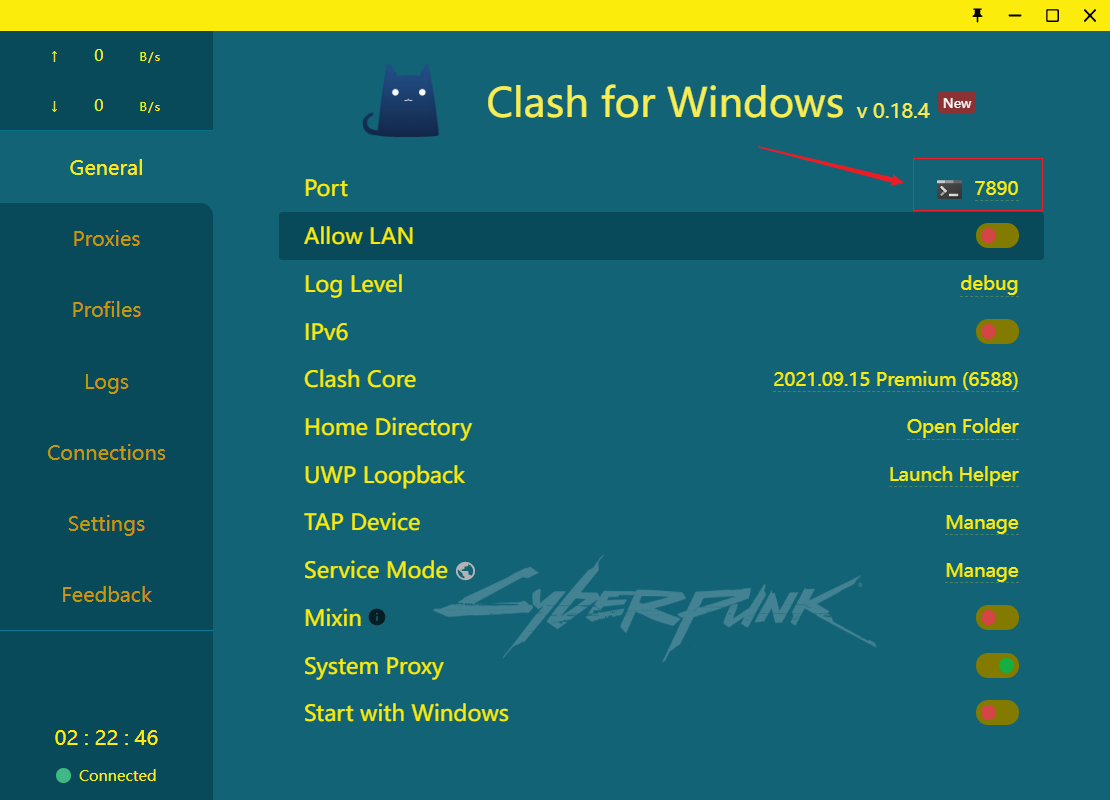 ↑ 0 B/s
↓ 0 B/s
General
Proxies
Profiles
Logs
Connections
Settings
Feedback
02 : 22 : 46
Connected
Clash for Windows v 0.18.4 New
Port 7890
Allow LAN
Log Level debug
IPv6
Clash Core 2021.09.15 Premium (6588)
Home Directory Open Folder
UWP Loopback Launch Helper
TAP Device Manage
Service Mode Manage
Mixin
System Proxy
Start with Windows
CYBERPUNK